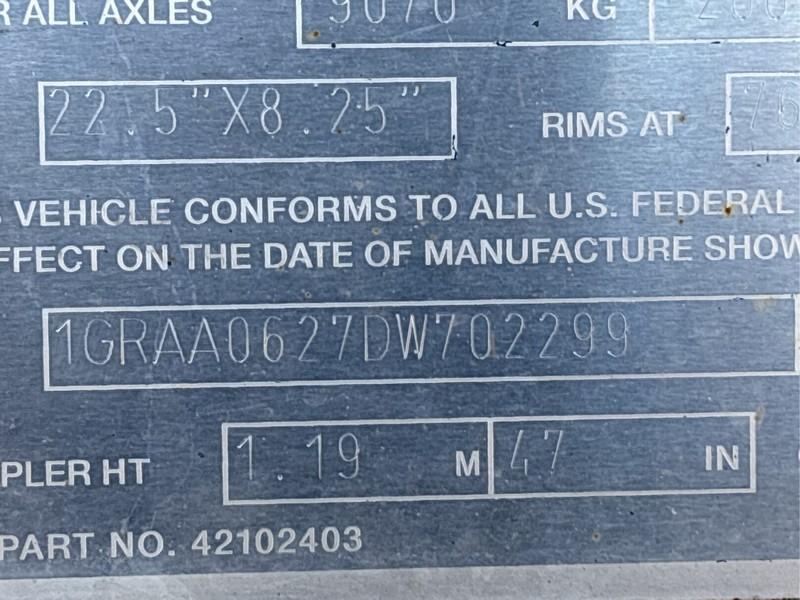 R ALL AXLES 9070 KG
22.5"X8.25" RIMS AT 76
VEHICLE CONFORMS TO ALL U.S. FEDERAL
FFECT ON THE DATE OF MANUFACTURE SHOW
1GRAA0627DW702299
PLER HT 1.19 M 47 IN
PART NO. 42102403